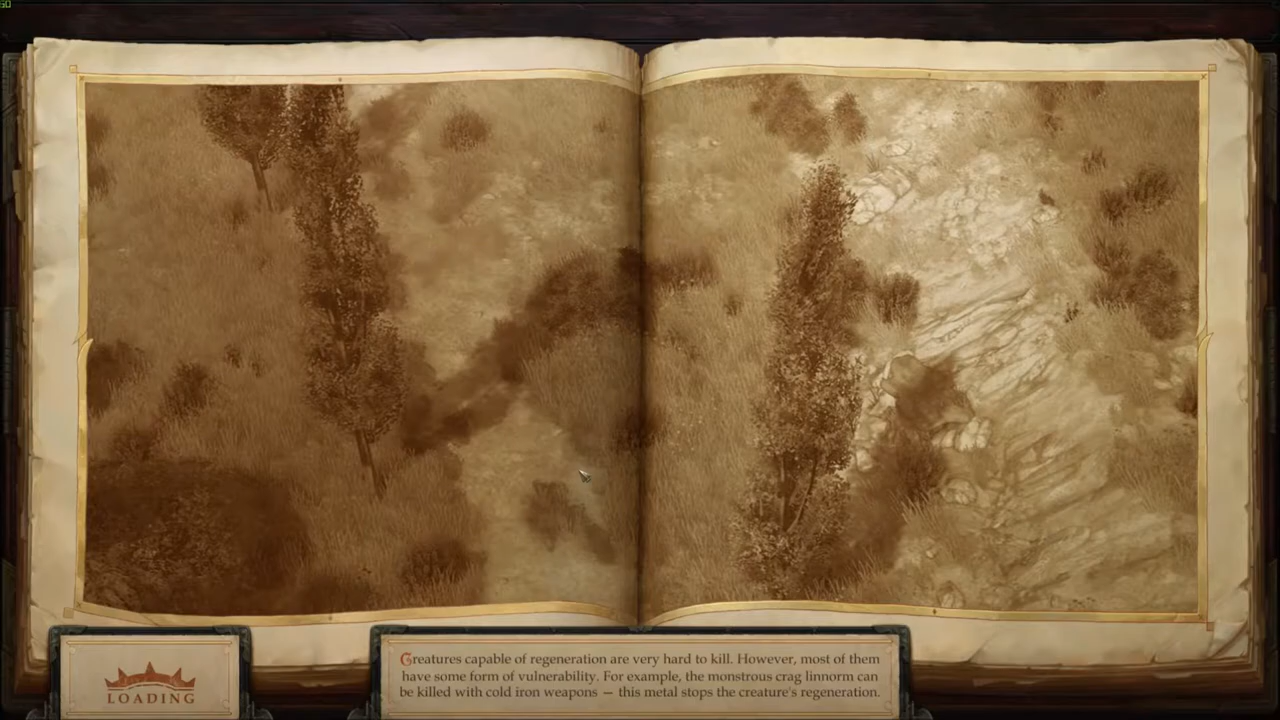 60
Creatures capable of regeneration are very hard to kill. However, most of them
have some form of vulnerability. For example, the monstrous crag linnorm can
be killed with cold iron weapons — this metal stops the creature's regeneration.
LOADING